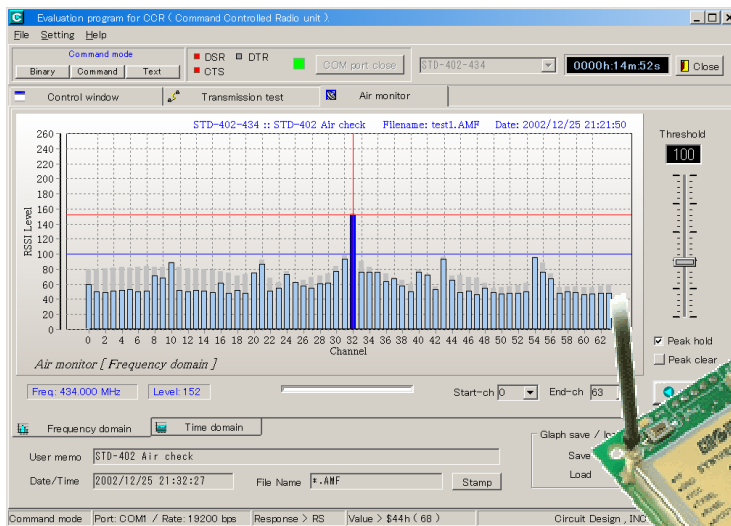 Evaluation program for CCR ( Command Controlled Radio unit ).
File Setting Help
Command mode
Binary Command Text
DSR DTR
CTS
COM port close
STD-402-434
0000h:14m:52s
Close
Control window
Transmission test
Air monitor
STD-402-434 :: STD-402 Air check Filename: test1.AMF Date: 2002/12/25 21:21:50
Threshold
100
RSSI Level
260
240
220
200
180
160
140
120
100
80
60
40
20
0
0 2 4 6 8 10 12 14 16 18 20 22 24 26 28 30 32 34 36 38 40 42 44 46 48 50 52 54 56 58 60 62
Channel
Air monitor [ Frequency domain ]
Peak hold
Peak clear
Freq: 434.000 MHz
Level: 152
Start-ch 0
End-ch 63
Frequency domain
Time domain
Glaph save /
Save
Load
User memo STD-402 Air check
Date/Time 2002/12/25 21:32:27
File Name *.AMF
Stamp
Command mode Port: COM1 / Rate: 19200 bps Response > RS Value > $44h ( 68 ) Circuit Design , INC